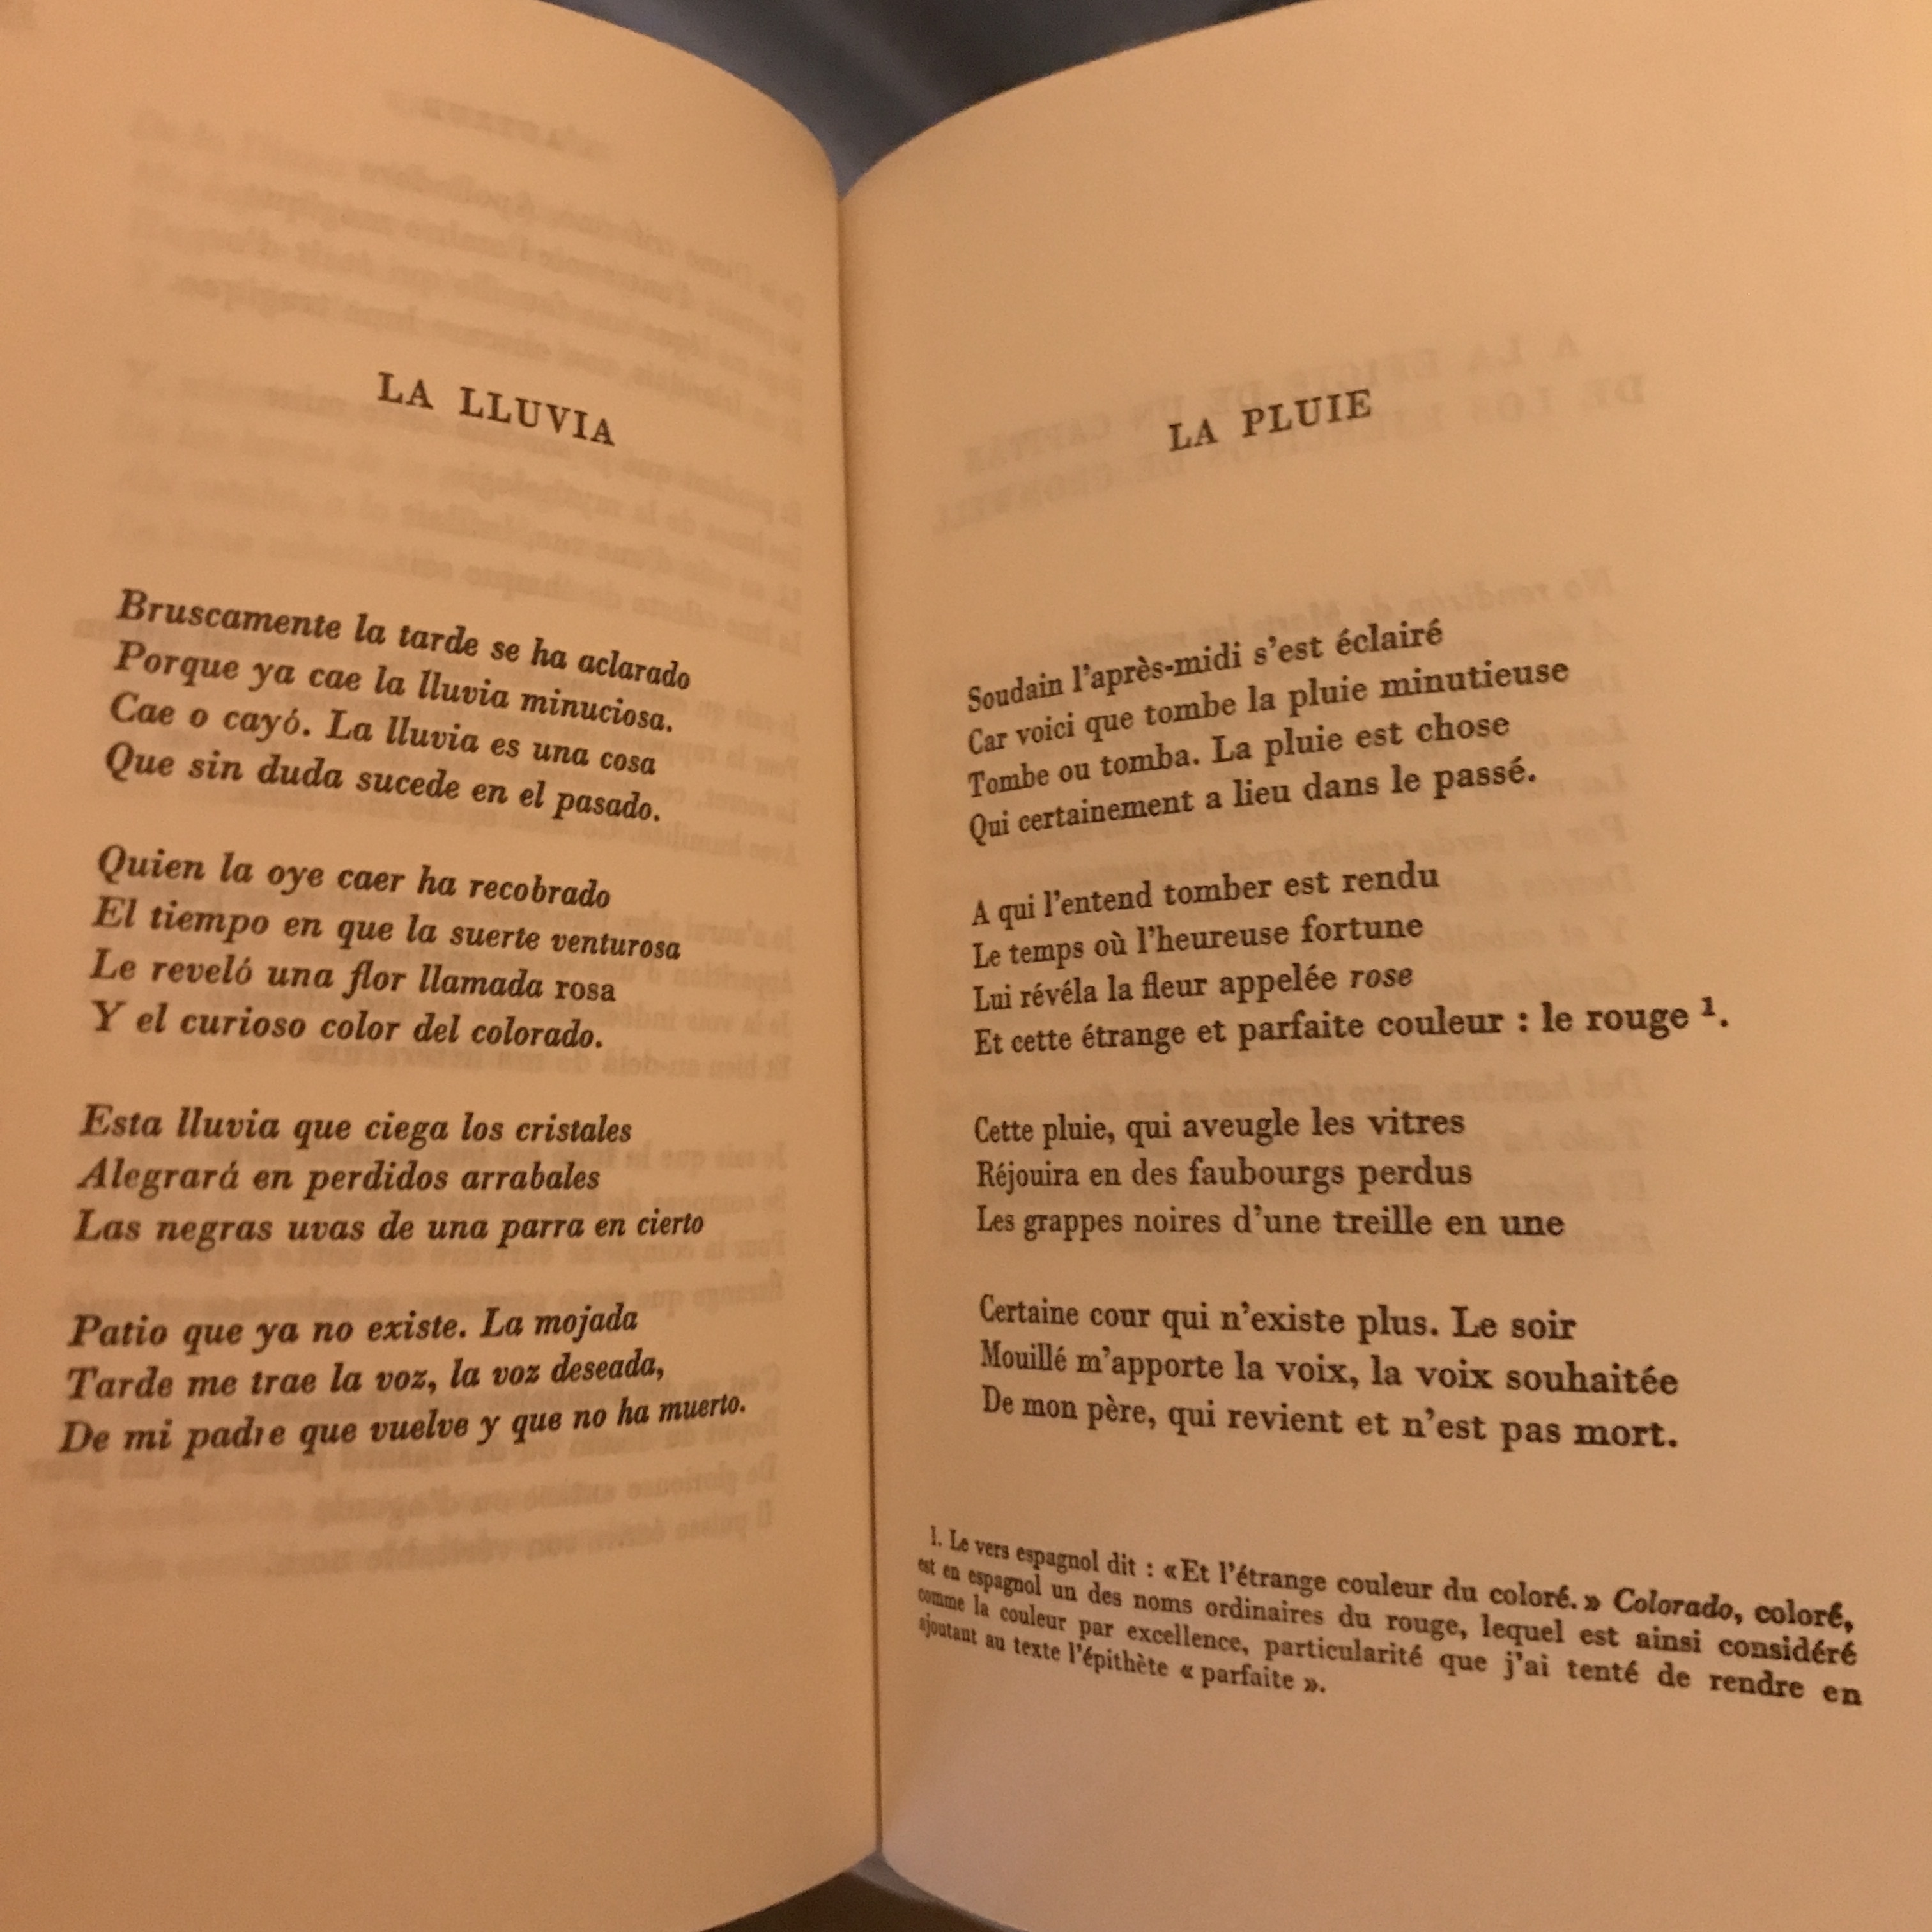 LA LLUVIA
Bruscamente la tarde se ha aclarado
Porque ya cae la lluvia minuciosa.
Cae o cayó. La lluvia es una cosa
Que sin duda sucede en el pasado.
Quien la oye caer ha recobrado
El tiempo en que la suerte venturosa
Le reveló una flor llamada rosa
Y el curioso color del colorado.
Esta lluvia que ciega los cristales
Alegrará en perdidos arrabales
Las negras uvas de una parra en cierto
Patio que ya no existe. La mojada
Tarde me trae la voz, la voz deseada,
De mi padre que vuelve y que no ha muerto.
LA PLUIE
Soudain l'après-midi s'est éclairé
Car voici que tombe la pluie minutieuse
Tombe ou tomba. La pluie est chose
Qui certainement a lieu dans le passé.
A qui l'entend tomber est rendu
Le temps où l'heureuse fortune
Lui révéla la fleur appelée rose
Et cette étrange et parfaite couleur : le rouge ¹.
Cette pluie, qui aveugle les vitres
Réjouira en des faubourgs perdus
Les grappes noires d'une treille en une
Certaine cour qui n'existe plus. Le soir
Mouillé m'apporte la voix, la voix souhaitée
De mon père, qui revient et n'est pas mort.
1. Le vers espagnol dit : « Et l'étrange couleur du coloré. » Colorado, coloré,
est en espagnol un des noms ordinaires du rouge, lequel est ainsi considéré
comme la couleur par excellence, particularité que j'ai tenté de rendre en
ajoutant au texte l'épithète « parfaite ».